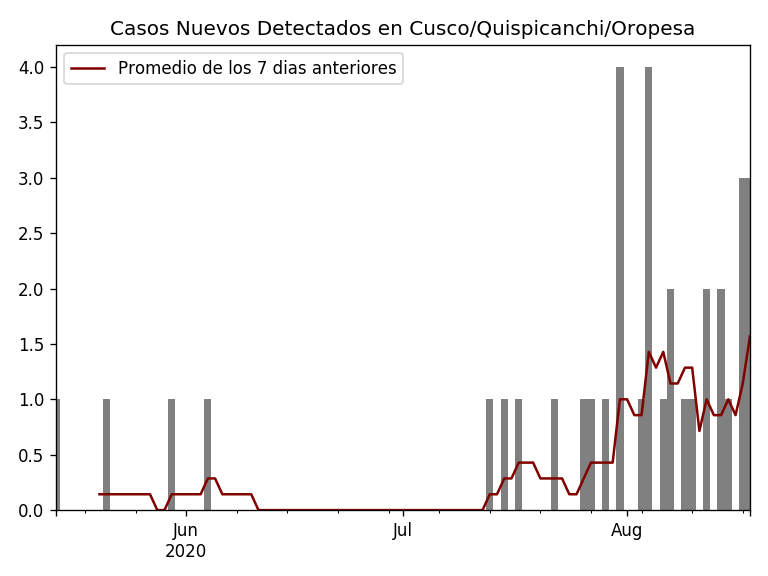 Casos Nuevos Detectados en Cusco/Quispicanchi/Oropesa
Promedio de los 7 dias anteriores
4.0
3.5
3.0
2.5
2.0
1.5
1.0
0.5
0.0
Jun
2020
Jul
Aug